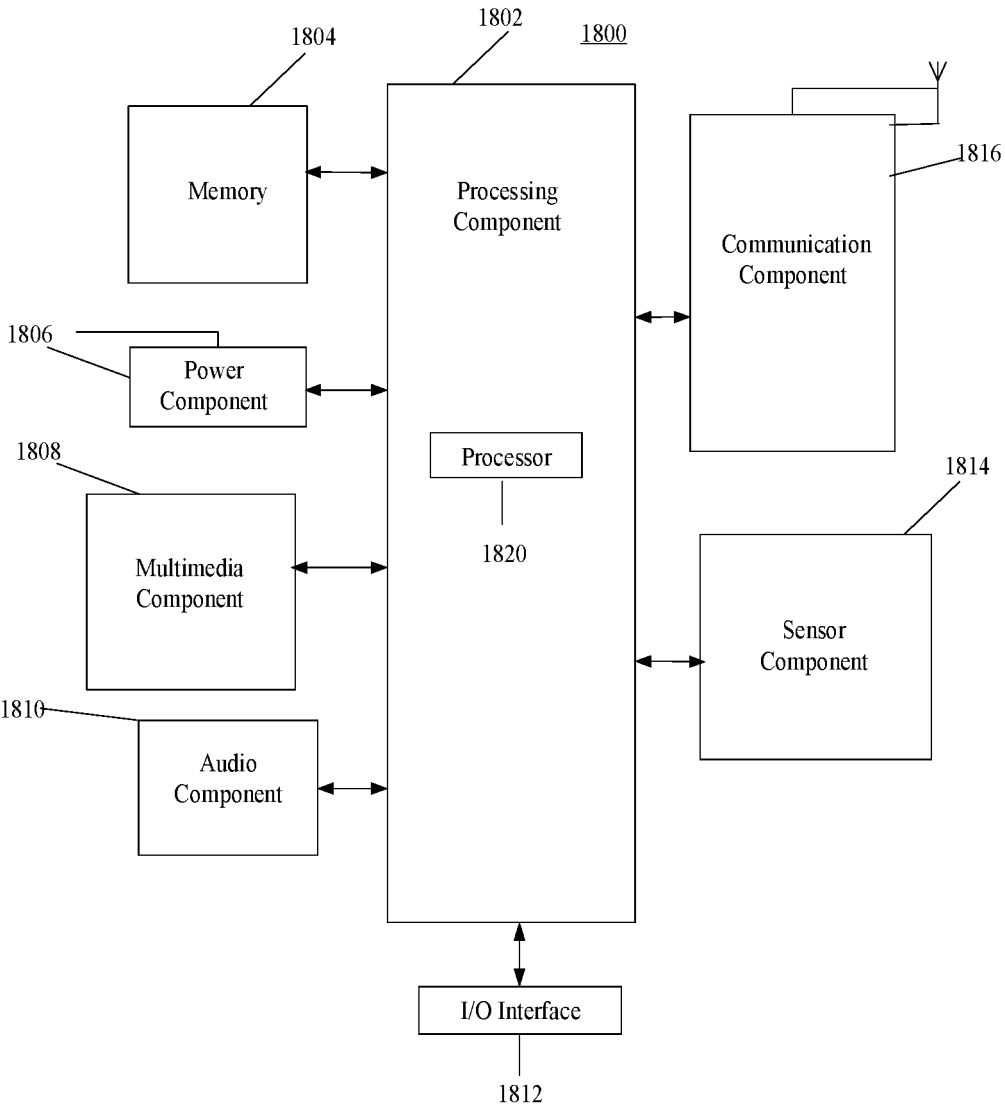 1802
1800
1804
1816
Memory
Processing
Component
Communication
Component
1806
Power
Component
1808
Processor
1814
1820
Multimedia
Component
Sensor
Component
1810
Audio
Component
I/O Interface
1812